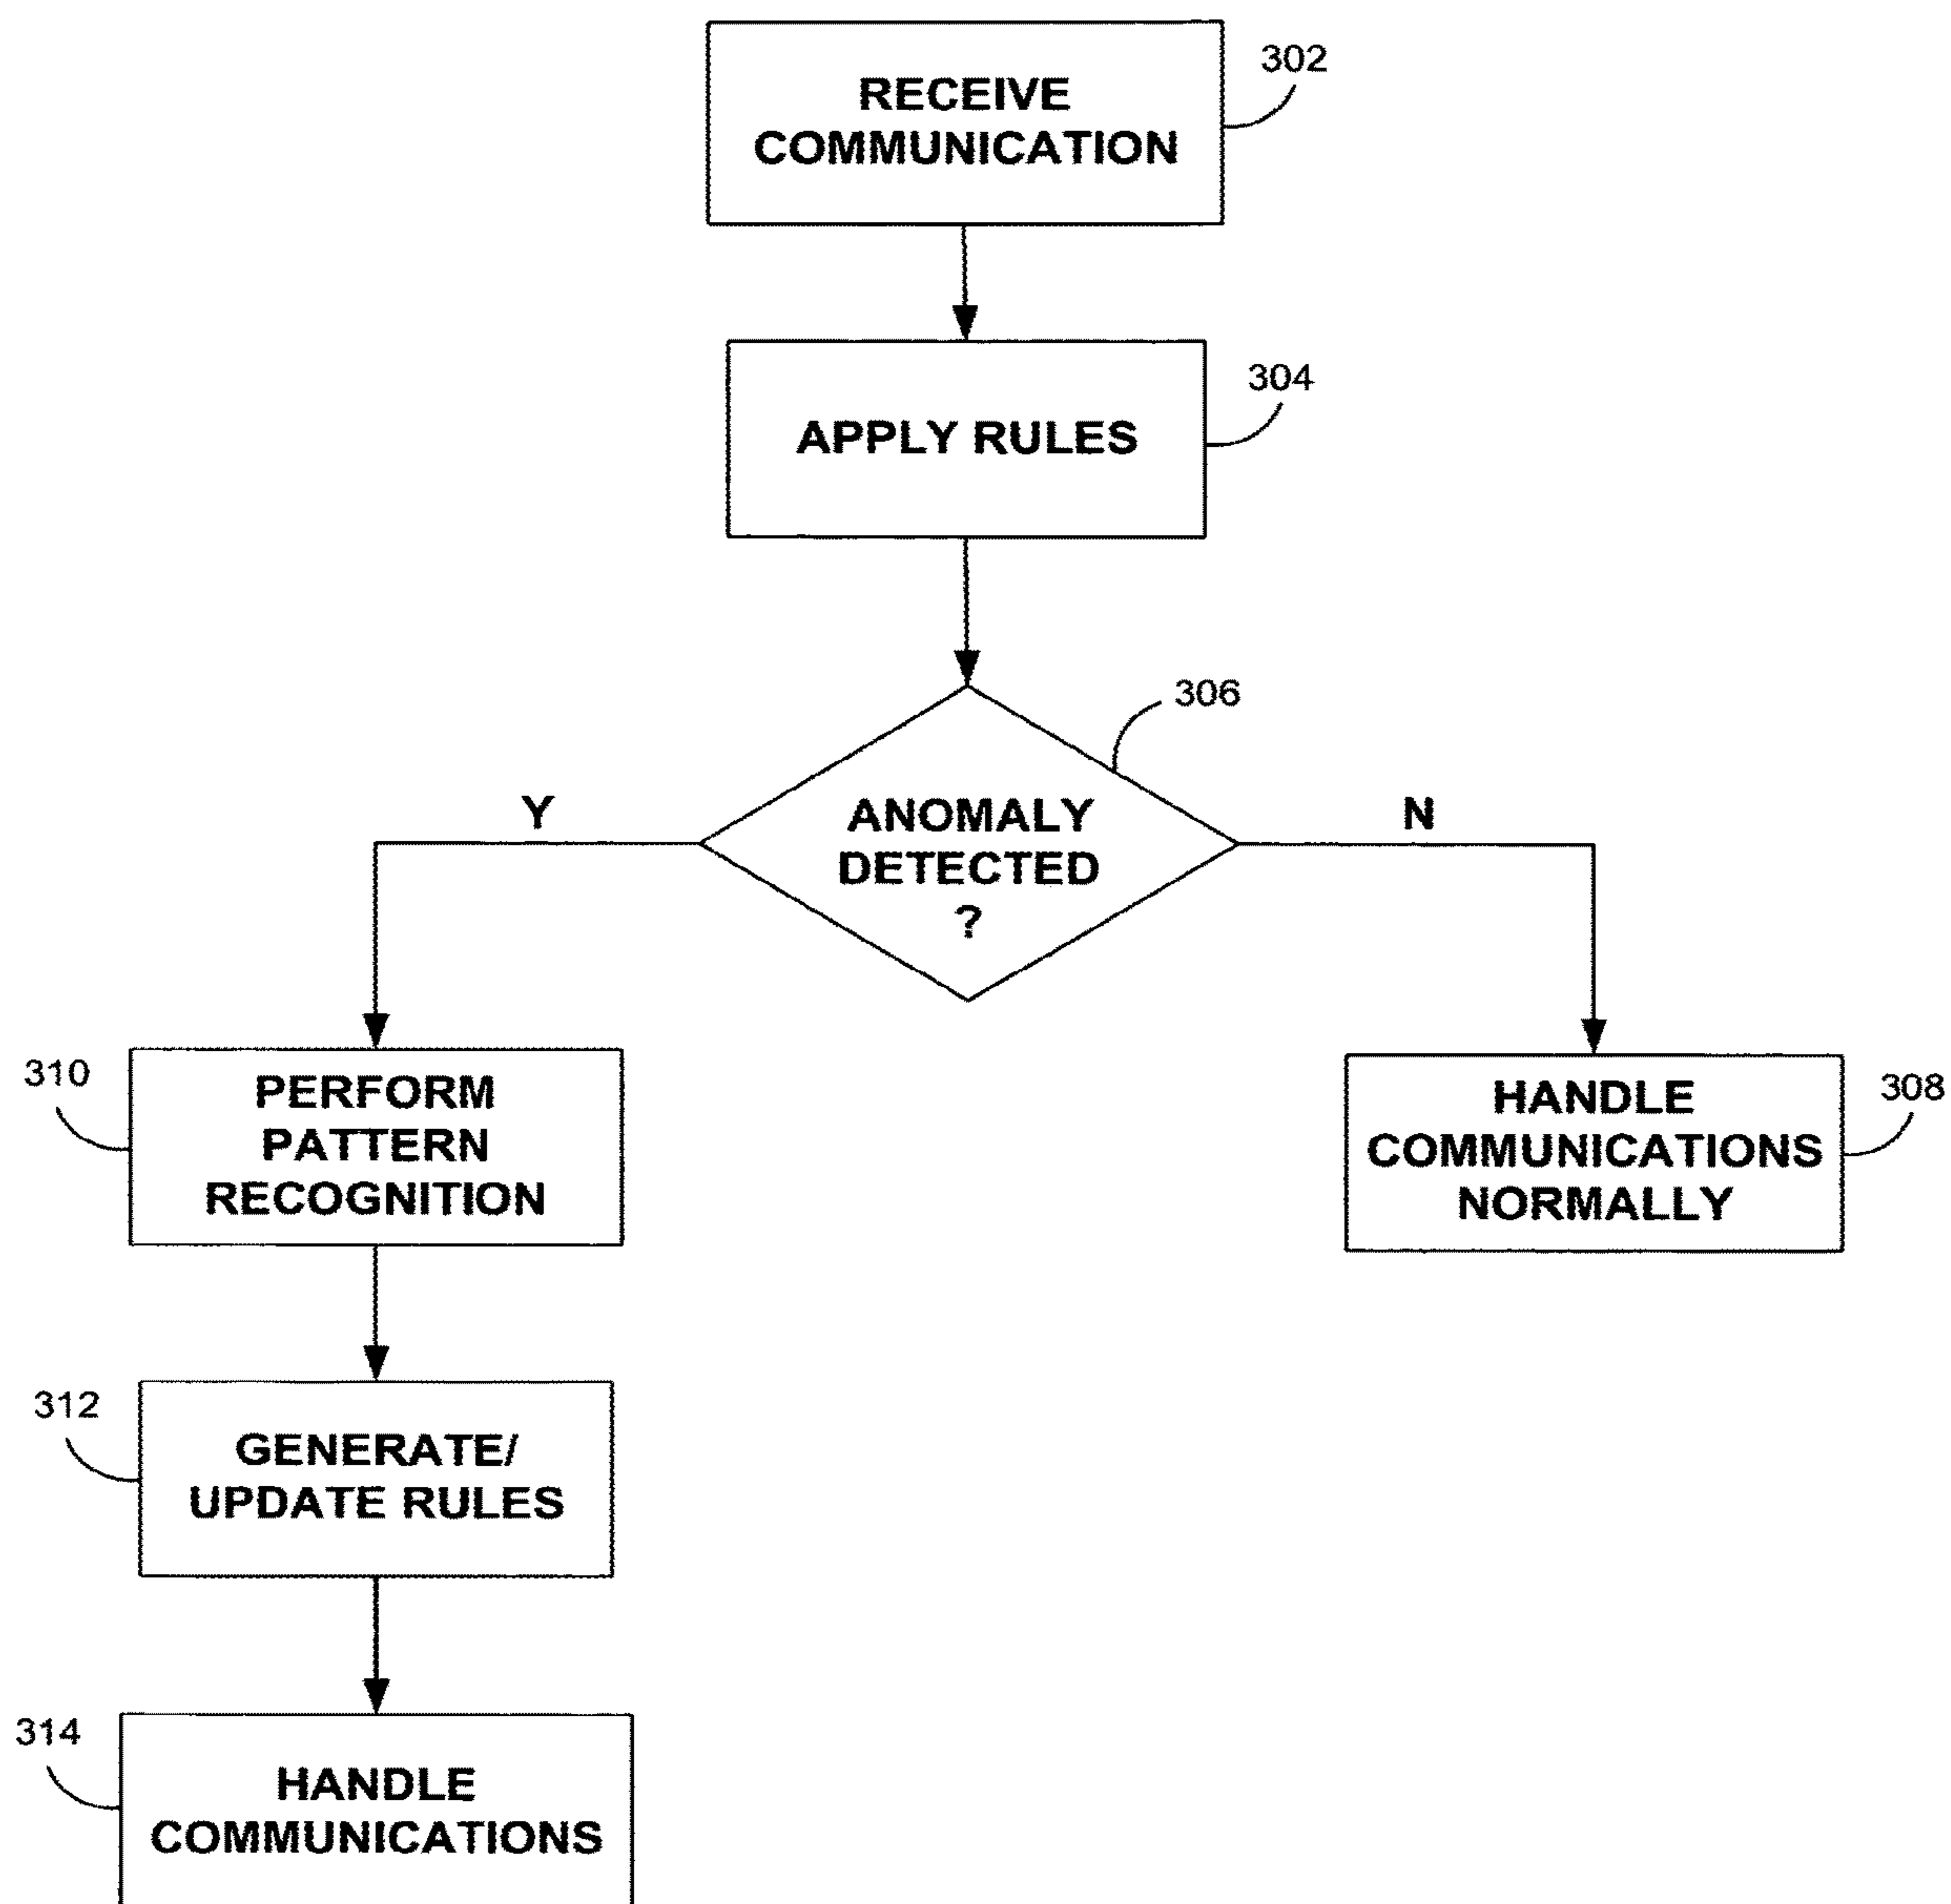 RECEIVE
COMMUNICATION
302
APPLY RULES
304
306
ANOMALY
DETECTED
?
Y
N
310
PERFORM
PATTERN
RECOGNITION
HANDLE
COMMUNICATIONS
NORMALLY
308
312
GENERATE/
UPDATE RULES
314
HANDLE
COMMUNICATIONS